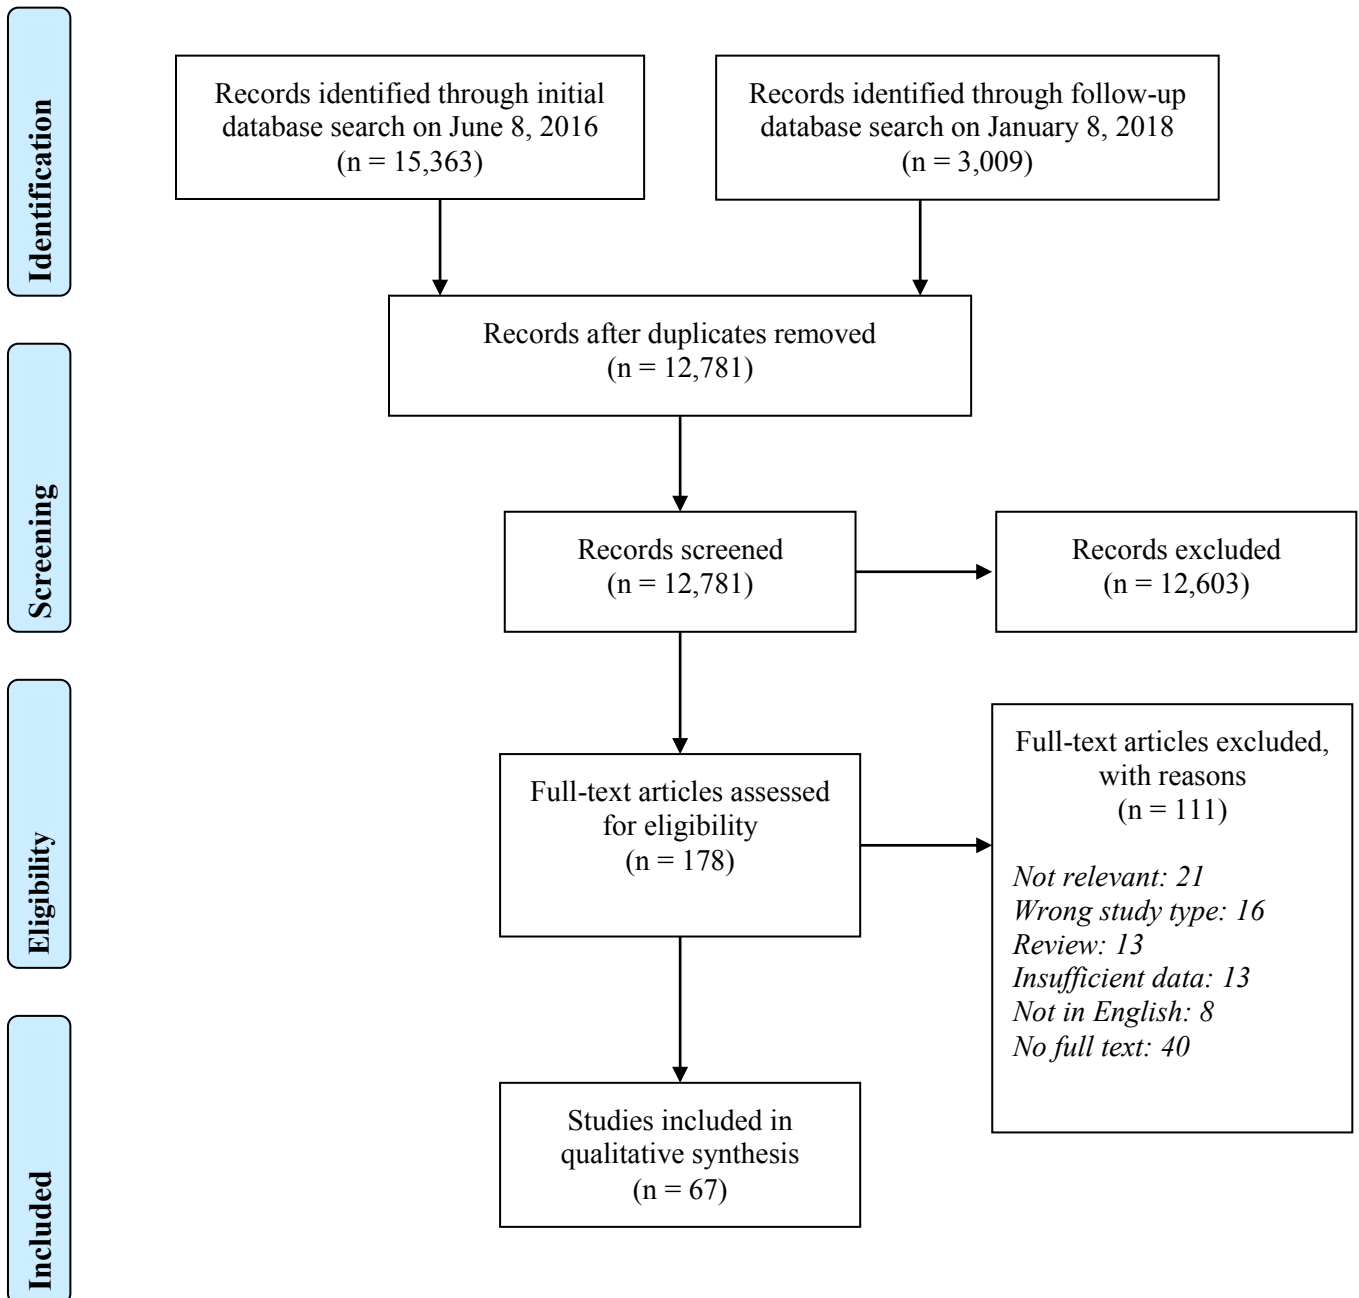 Identification
Records identified through initial
database search on June 8, 2016
(n = 15,363)
Records identified through follow-up
database search on January 8, 2018
(n = 3,009)
Records after duplicates removed
(n = 12,781)
Screening
Records screened
(n = 12,781)
Records excluded
(n = 12,603)
Eligibility
Full-text articles assessed
for eligibility
(n = 178)
Full-text articles excluded,
with reasons
(n = 111)
Not relevant: 21
Wrong study type: 16
Review: 13
Insufficient data: 13
Not in English: 8
No full text: 40
Included
Studies included in
qualitative synthesis
(n = 67)